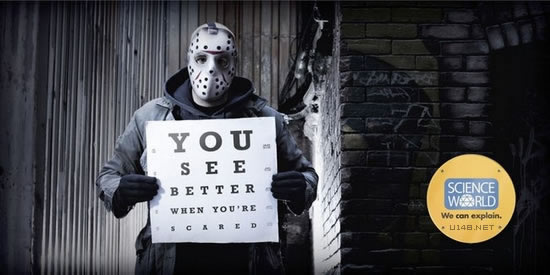 YOU
SEE
BETTER
WHEN YOU'RE
SCARED
SCIENCE
WORLD
We can explain.
U148.NET